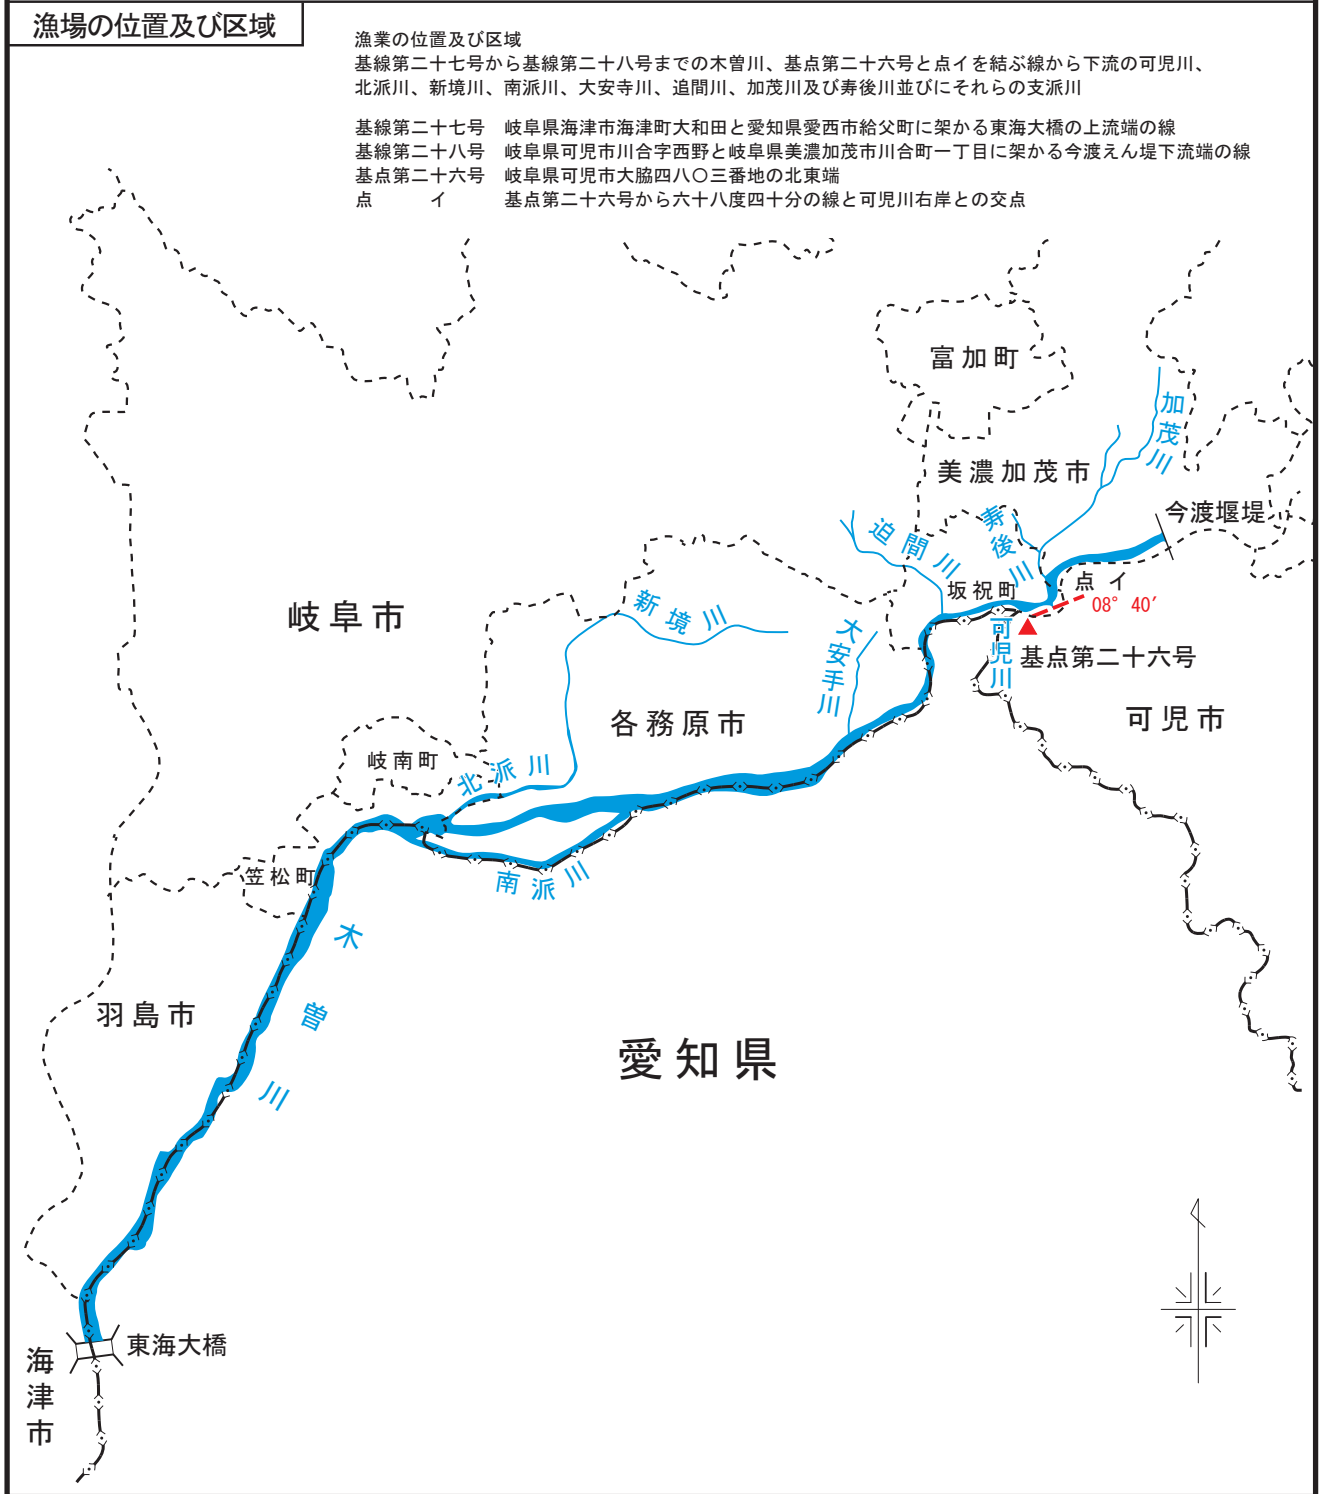 漁場の位置及び区域
漁業の位置及び区域
基線第二十七号から基線第二十八号までの木曽川、基点第二十六号と点イを結ぶ線から下流の可児川、
北派川、新境川、南派川、大安寺川、追間川、加茂川及び寿後川並びにそれらの支派川
基線第二十七号 岐阜県海津市海津町大和田と愛知県愛西市給父町に架かる東海大橋の上流端の線
基線第二十八号 岐阜県可児市川合字西野と岐阜県美濃加茂市川合町一丁目に架かる今渡えん堤下流端の線
基点第二十六号 岐阜県可児市大脇四八〇三番地の北東端
点 イ 基点第二十六号から六十八度四十分の線と可児川右岸との交点
富加町
加茂川
美濃加茂市
今渡堰堤
寿後川
迫間川
坂祝町
点イ
08° 40′
岐阜市
新境川
大安手川
可児川
基点第二十六号
各務原市
可児市
岐南町
北派川
笠松町
南派川
木曽川
羽島市
愛知県
東海大橋
海津市